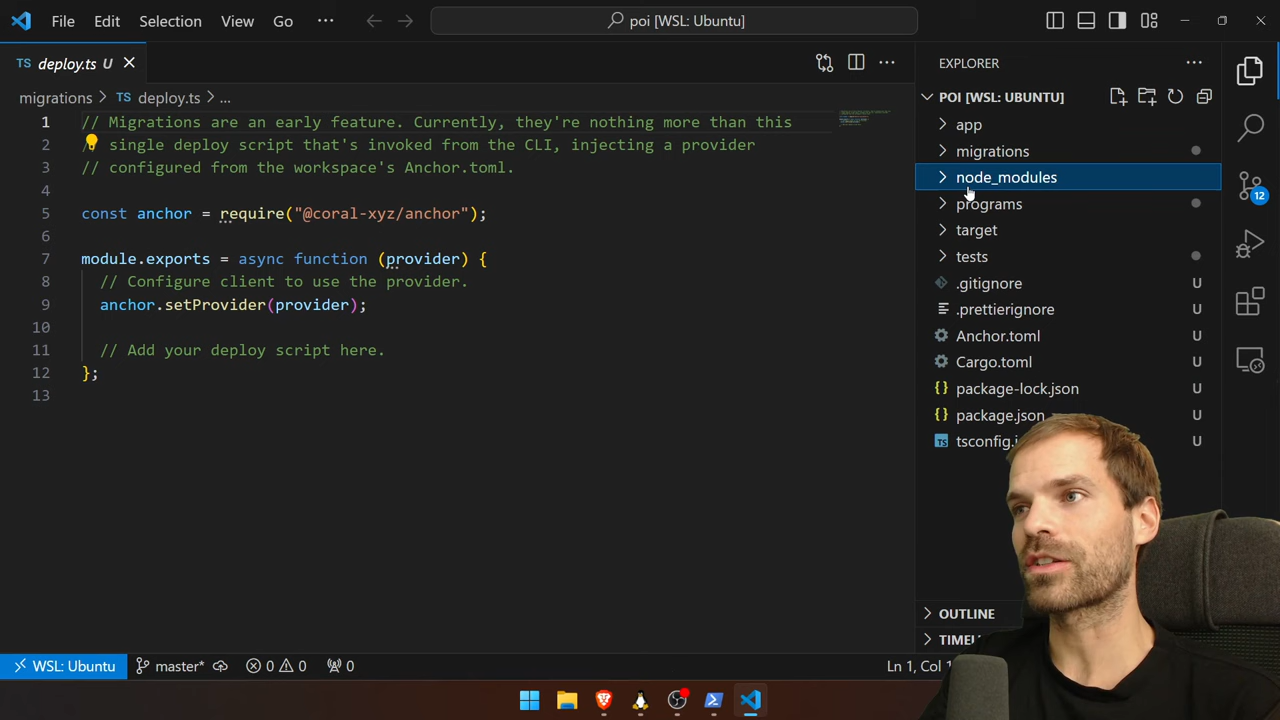 File Edit Selection View Go ··· poi [WSL: Ubuntu]
TS deploy.ts U
migrations > TS deploy.ts > ...
1 // Migrations are an early feature. Currently, they're nothing more than this
2 // single deploy script that's invoked from the CLI, injecting a provider
3 // configured from the workspace's Anchor.toml.
4
5 const anchor = require("@coral-xyz/anchor");
6
7 module.exports = async function (provider) {
8 // Configure client to use the provider.
9 anchor.setProvider(provider);
10
11 // Add your deploy script here.
12 };
13
EXPLORER
POI [WSL: UBUNTU]
app
migrations
node_modules
programs
target
tests
.gitignore U
.prettierignore U
Anchor.toml U
Cargo.toml U
package-lock.json U
package.json U
TS tsconfig.j U
OUTLINE
TIMEL
12
WSL: Ubuntu master* 0 0 0 Ln 1, Col 1